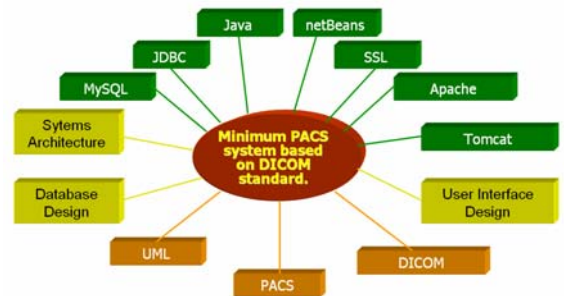 Java
netBeans
JDBC
SSL
MySQL
Apache
Sytems
Architecture
Minimum PACS
system based
on DICOM
standard.
Tomcat
Database
Design
User Interface
Design
UML
DICOM
PACS